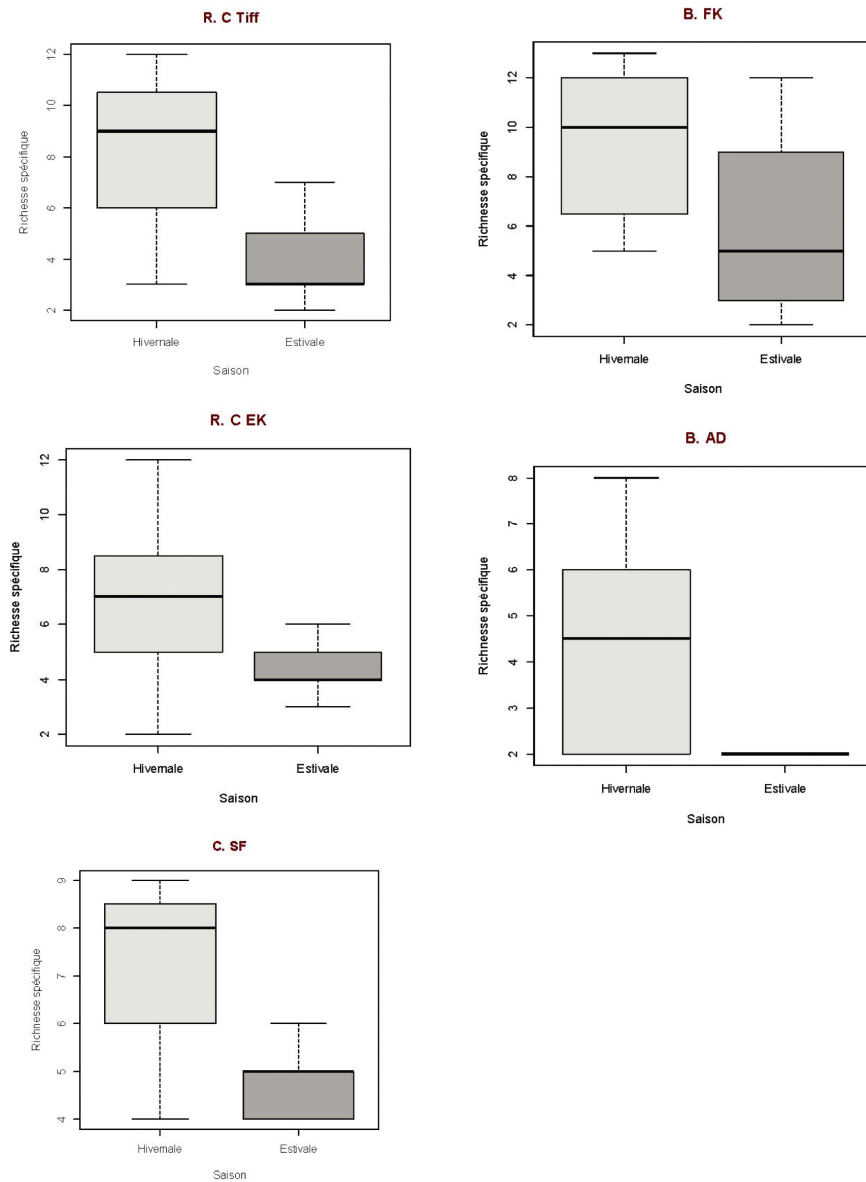 R. C Tiff
Richesse spécifique
12
10
8
6
4
2
Hivernale Estivale
Saison
B. FK
Richnesse spécifique
12
10
8
6
4
2
Hivernale Estivale
Saison
R. C EK
Richesse spécifique
12
10
8
6
4
2
Hivernale Estivale
Saison
B. AD
Richnesse spécifique
8
7
6
5
4
3
2
Hivernale Estivale
Saison
C. SF
Richnesse spécifique
9
8
7
6
5
4
Hivernale Estivale
Saison